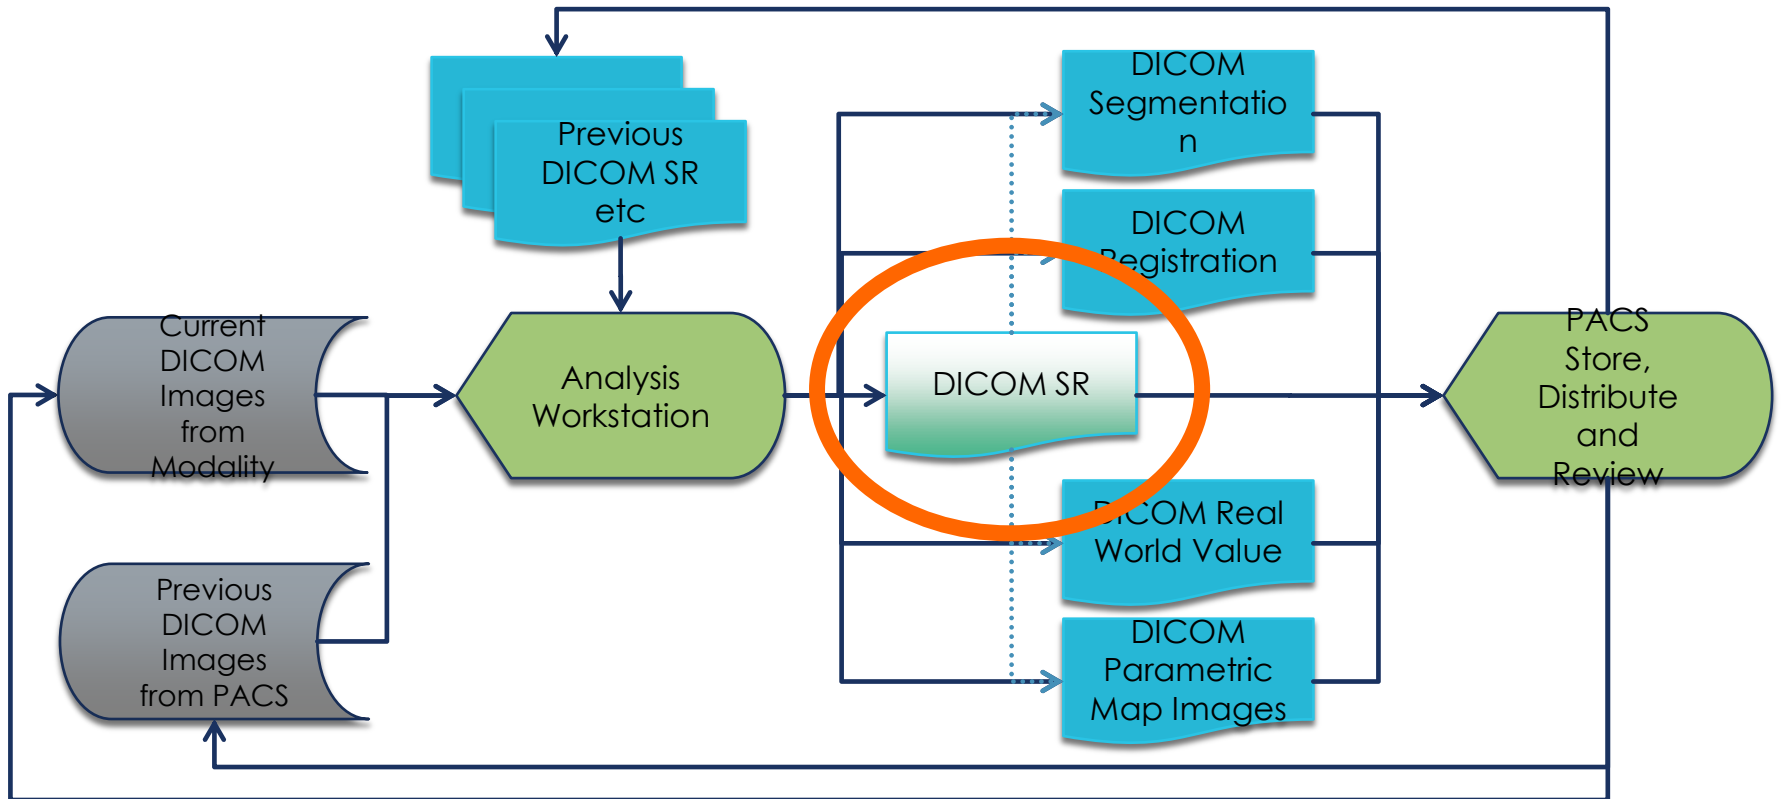 Previous
DICOM SR
etc
Current
DICOM
Images
from
Modality
Previous
DICOM
Images
from PACS
Analysis
Workstation
DICOM
Segmentatio
n
DICOM
Registration
DICOM SR
DICOM Real
World Value
DICOM
Parametric
Map Images
PACS
Store,
Distribute
and
Review